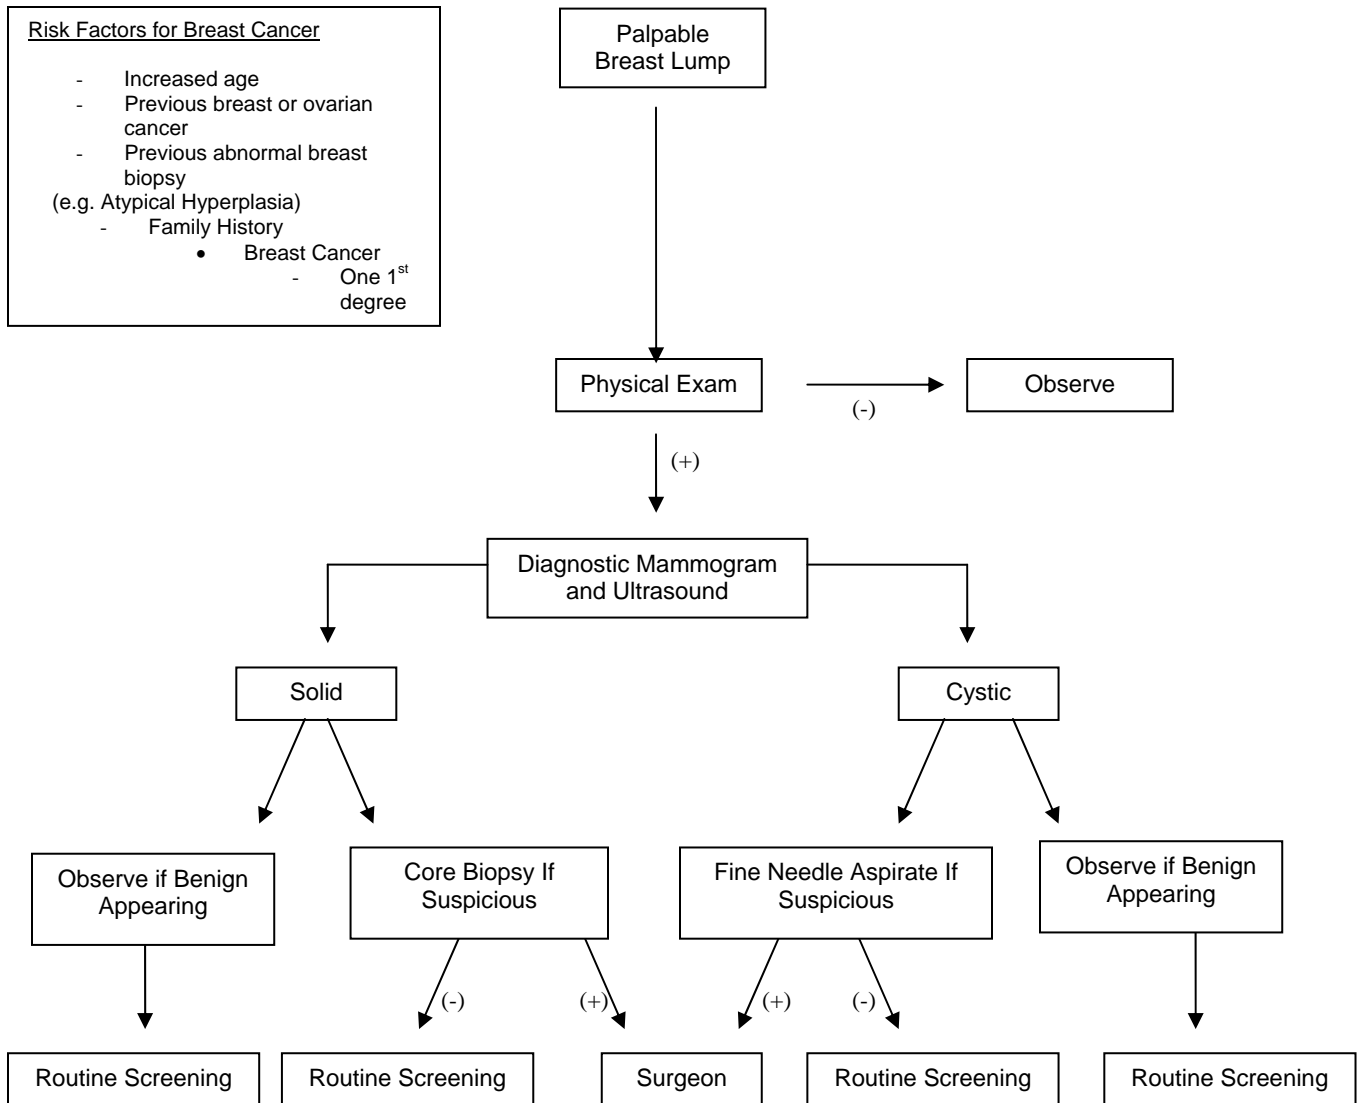 Risk Factors for Breast Cancer
- Increased age
- Previous breast or ovarian
cancer
- Previous abnormal breast
biopsy
(e.g. Atypical Hyperplasia)
- Family History
• Breast Cancer
- One 1st
degree
Palpable
Breast Lump
Physical Exam
(-)
Observe
(+)
Diagnostic Mammogram
and Ultrasound
Solid
Cystic
Observe if Benign
Appearing
Core Biopsy If
Suspicious
Fine Needle Aspirate If
Suspicious
Observe if Benign
Appearing
(-)
(+)
(+)
(-)
Routine Screening
Routine Screening
Surgeon
Routine Screening
Routine Screening